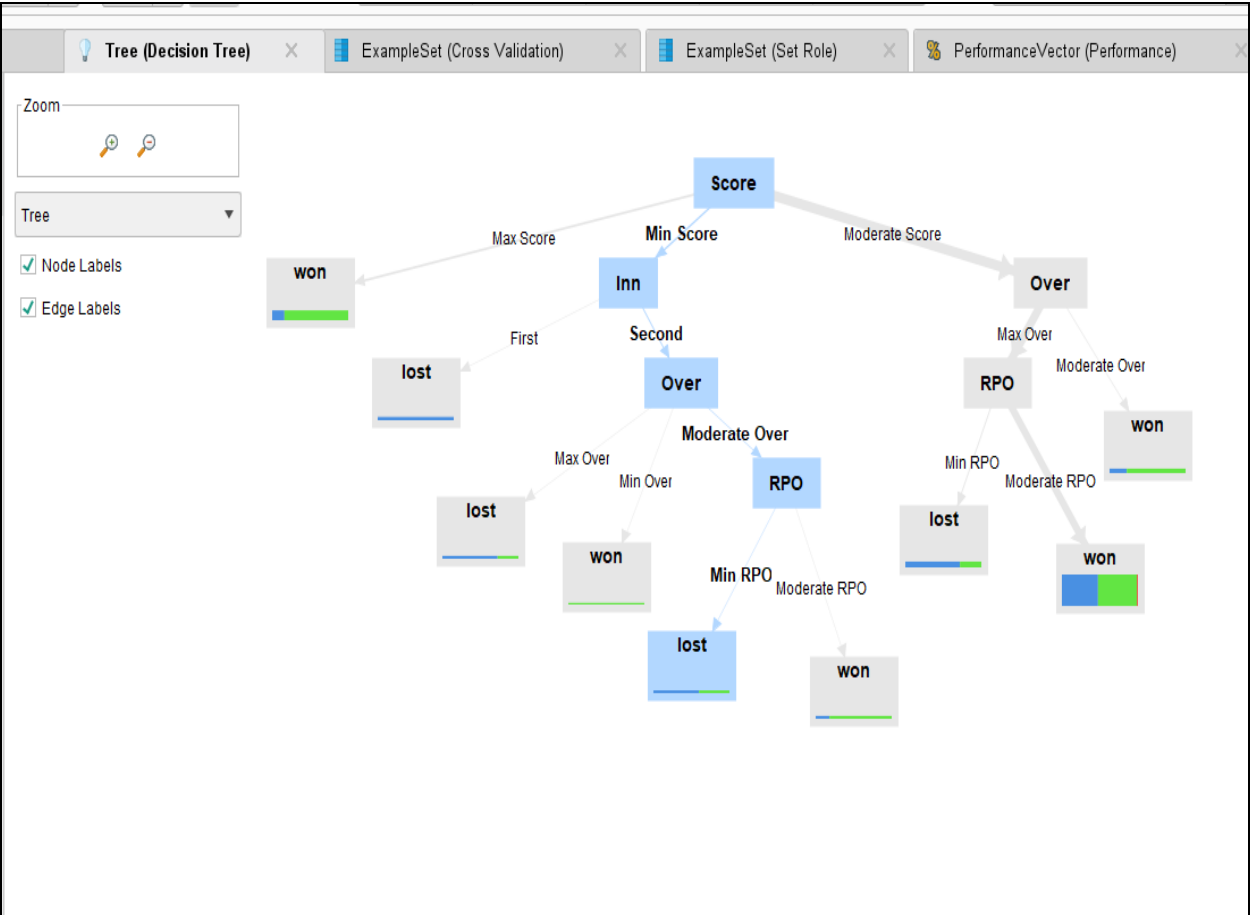 Tree (Decision Tree)
ExampleSet (Cross Validation)
ExampleSet (Set Role)
% PerformanceVector (Performance)
Zoom
Tree
Node Labels
Edge Labels
Score
Max Score
Min Score
Moderate Score
won
Inn
Over
First
Second
Max Over
Moderate Over
lost
Over
RPO
won
Moderate Over
Max Over
Min Over
RPO
Min RPO
Moderate RPO
lost
won
lost
won
Min RPO
Moderate RPO
lost
won